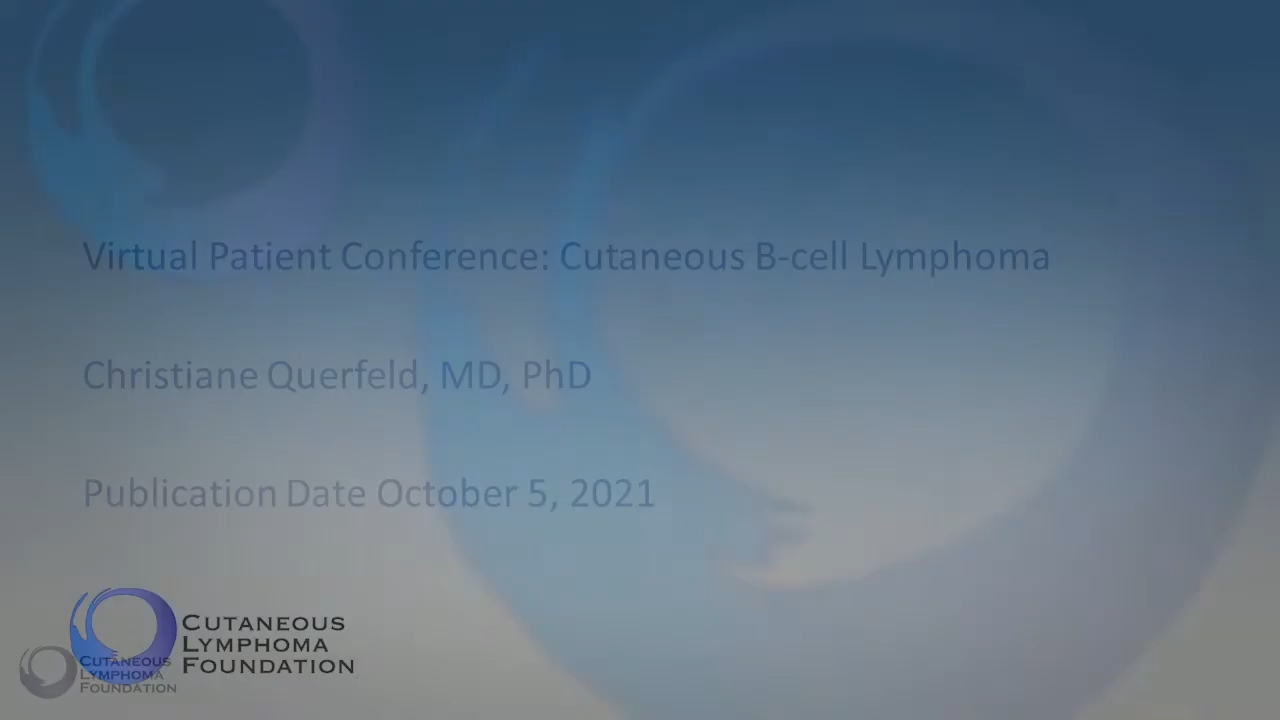 Virtual Patient Conference: Cutaneous B-cell Lymphoma
Christiane Querfeld, MD, PhD
Publication Date October 5, 2021
CUTANEOUS
LYMPHOMA
FOUNDATION
CUTANEOUS
LYMPHOMA
FOUNDATION